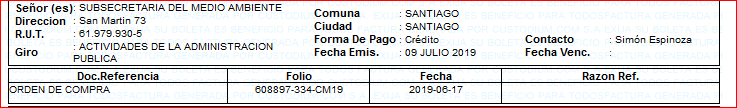 Señor (es): SUBSECRETARIA DEL MEDIO AMBIENTE
Direccion : San Martin 73
R.U.T. : 61.979.930-5
Giro : ACTIVIDADES DE LA ADMINISTRACION PUBLICA
Comuna : SANTIAGO
Ciudad : SANTIAGO
Forma De Pago : Crédito
Contacto : Simón Espinoza
Fecha Emis. : 09 JULIO 2019
Fecha Venc. :
Doc.Referencia Folio Fecha Razon Ref.
ORDEN DE COMPRA 608897-334-CM19 2019-06-17